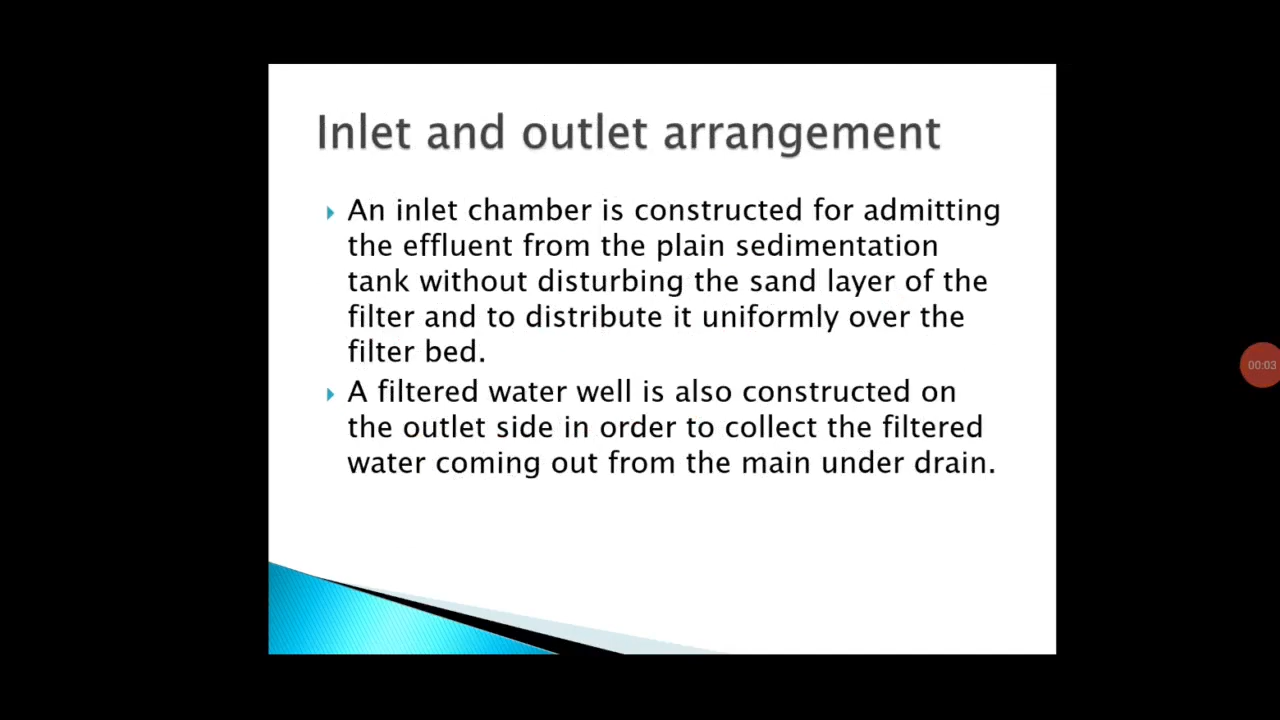 Inlet and outlet arrangement
An inlet chamber is constructed for admitting
the effluent from the plain sedimentation
tank without disturbing the sand layer of the
filter and to distribute it uniformly over the
filter bed.
A filtered water well is also constructed on
the outlet side in order to collect the filtered
water coming out from the main under drain.
00:03